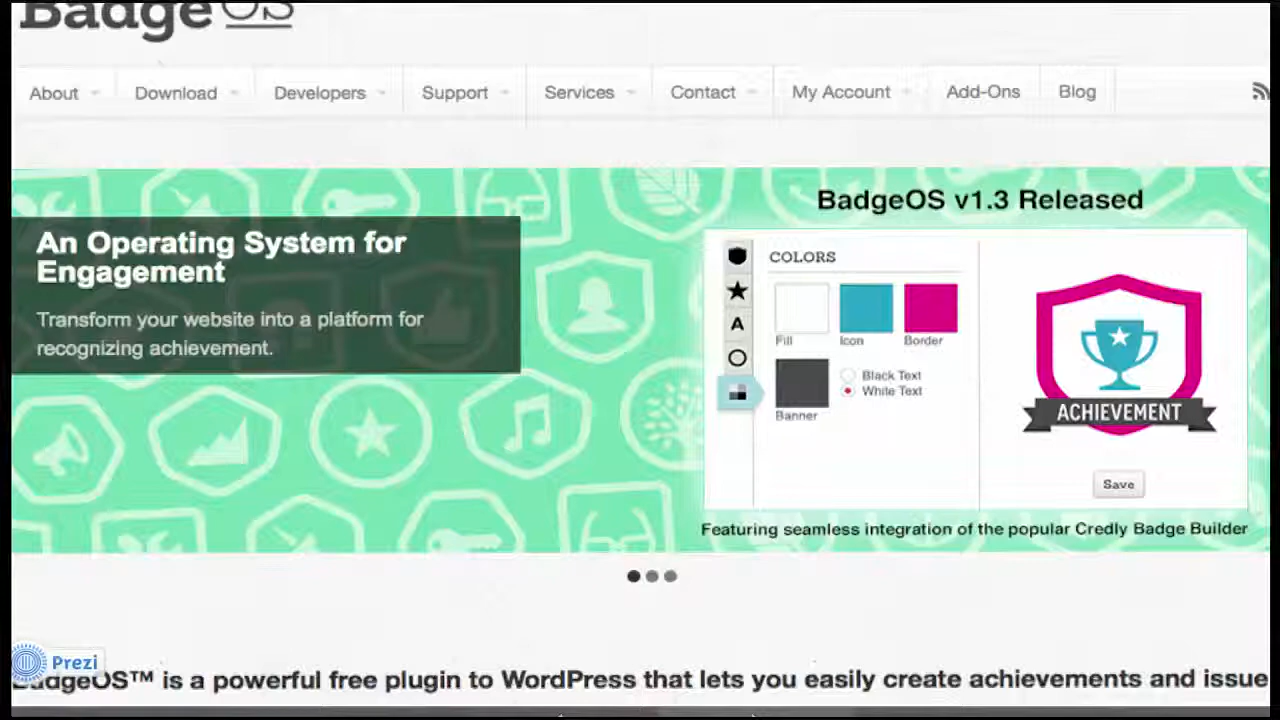 BadgeOS
About
Download
Developers
Support
Services
Contact
My Account
Add-Ons
Blog
An Operating System for
Engagement
Transform your website into a platform for
recognizing achievement.
BadgeOS v1.3 Released
COLORS
A
Fill
Icon
Border
Black Text
White Text
Banner
ACHIEVEMENT
Save
Featuring seamless integration of the popular Credly Badge Builder
Prezi
BadgeOS™ is a powerful free plugin to WordPress that lets you easily create achievements and issue